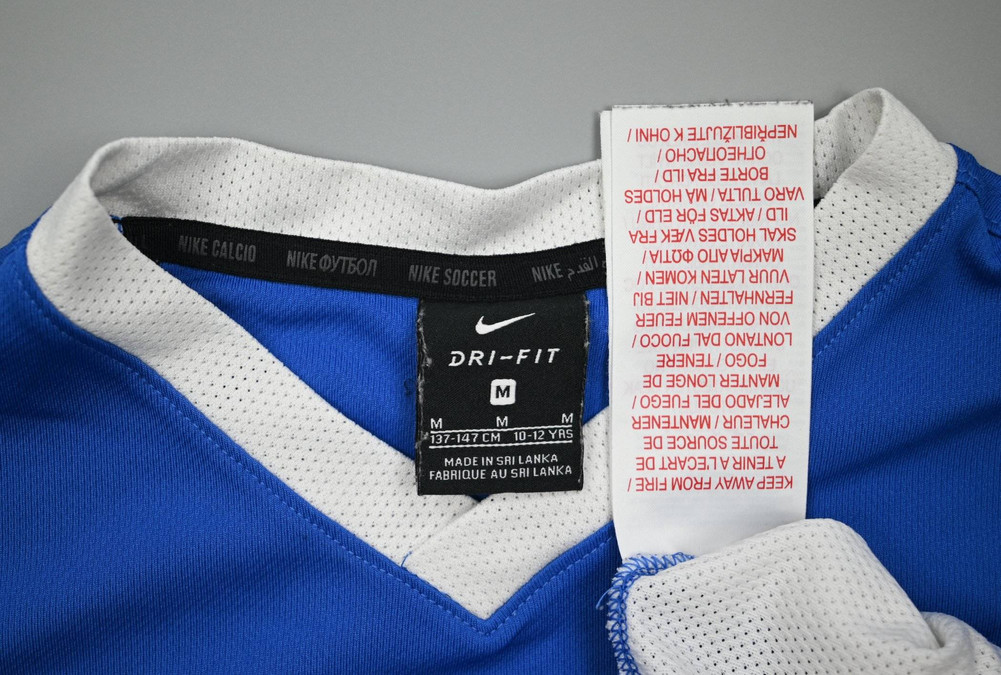 NIKE CALCIO NIKE ФУТБОЛ NIKE SOCCER NIKE القدم
DRI-FIT
M
M M M
137-147 CM 10-12 YRS
MADE IN SRI LANKA
FABRIQUE AU SRI LANKA
KEEP AWAY FROM FIRE /
A TENIR A L'ECART DE
TOUTE SOURCE DE
CHALEUR / MANTENER
ALEJADO DEL FUEGO /
MANTER LONGE DE
FOGO / TENERE
LONTANO DAL FUOCO /
VON OFFENEM FEUER
FERNHALTEN / NIET BIJ
VUUR LATEN KOMEN /
ΜΑΚΡΙΑ ΑΠΟ ΦΩΤΙΑ /
SKAL HOLDES VÆK FRA
ILD / AKTAS FÖR ELD /
VARO TULTA / MA HOLDES
BORTE FRA ILD /
ОГНЕОПАСНО /
NEPŘIBLIŽUJTE K OHNI /